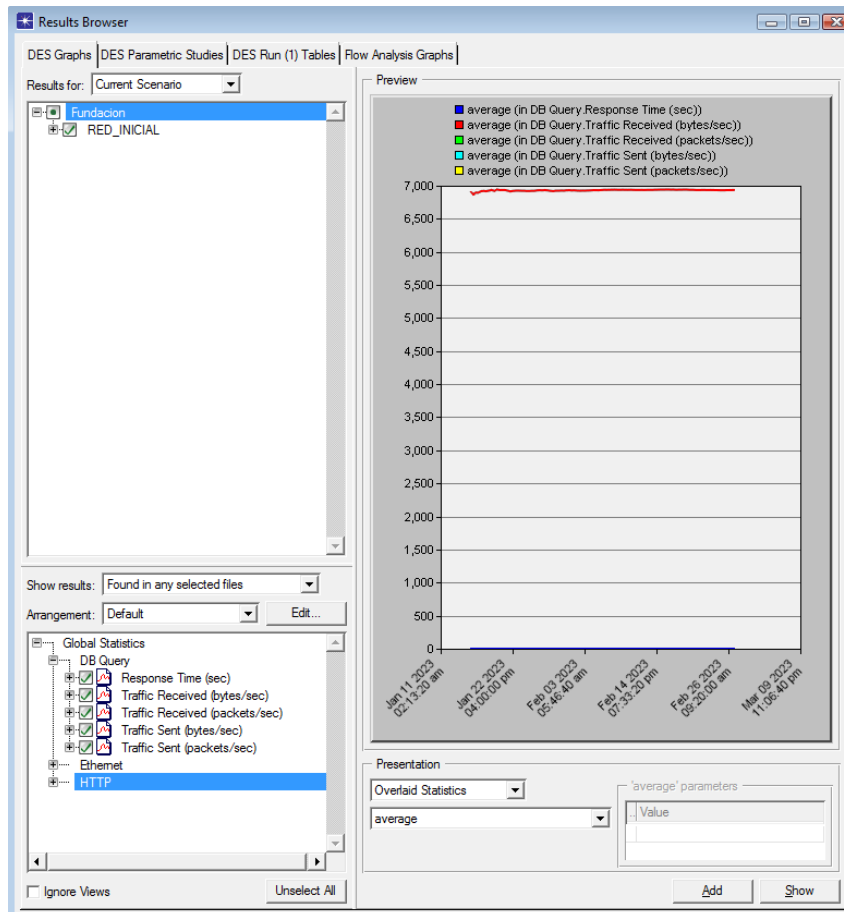 Results Browser
DES Graphs DES Parametric Studies DES Run (1) Tables Flow Analysis Graphs
Results for: Current Scenario
Fundacion
RED_INICIAL
Show results: Found in any selected files
Arrangement: Default Edit...
Global Statistics
DB Query
Response Time (sec)
Traffic Received (bytes/sec)
Traffic Received (packets/sec)
Traffic Sent (bytes/sec)
Traffic Sent (packets/sec)
Ethernet
HTTP
Ignore Views Unselect All
Preview
average (in DB Query.Response Time (sec))
average (in DB Query.Traffic Received (bytes/sec))
average (in DB Query.Traffic Received (packets/sec))
average (in DB Query.Traffic Sent (bytes/sec))
average (in DB Query.Traffic Sent (packets/sec))
7,000
6,500
6,000
5,500
5,000
4,500
4,000
3,500
3,000
2,500
2,000
1,500
1,000
500
0
Jan 11 2023
02:13:20 am
Jan 22 2023
04:00:00 pm
Feb 03 2023
05:46:40 am
Feb 14 2023
07:33:20 pm
Feb 26 2023
09:20:00 am
Mar 09 2023
11:06:40 pm
Presentation
Overlaid Statistics
average
'average' parameters
.. Value
Add Show